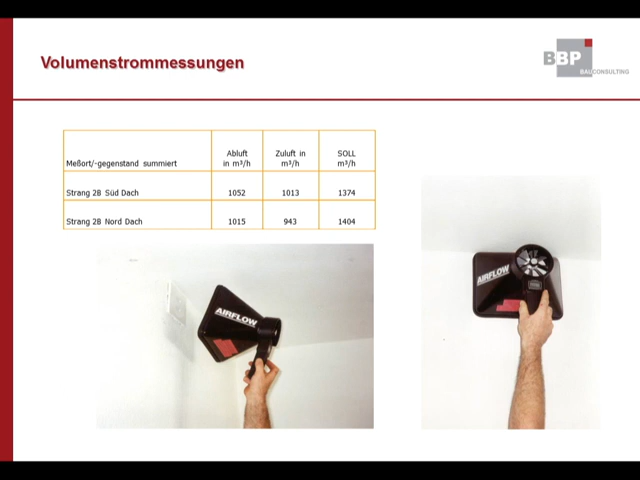 Volumenstrommessungen
BBP
BAUCONSULTING
Meßort/-gegenstand summiert
Abluft
in m³/h
Zuluft in
m³/h
SOLL
m³/h
Strang 2B Süd Dach 1052 1013 1374
Strang 2B Nord Dach 1015 943 1404
AIRFLOW
AIRFLOW